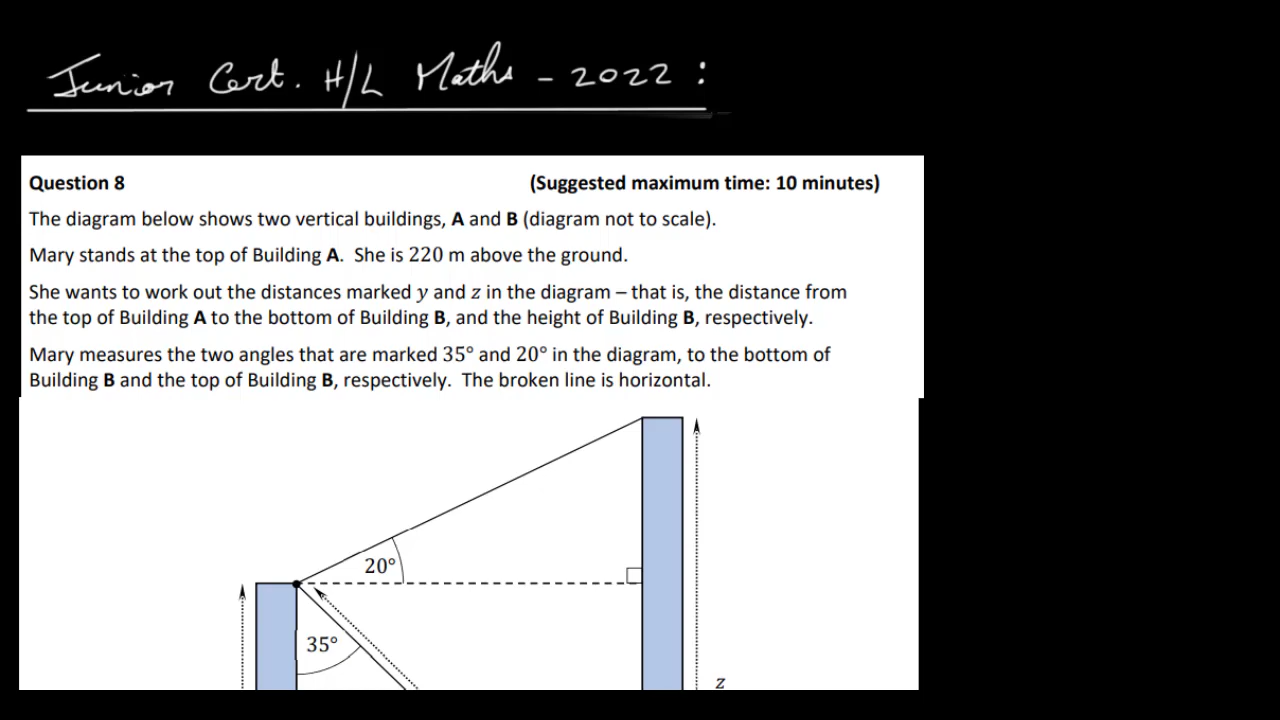 Junior Cert. H/L Maths - 2022 :
Question 8 (Suggested maximum time: 10 minutes)
The diagram below shows two vertical buildings, A and B (diagram not to scale).
Mary stands at the top of Building A. She is 220 m above the ground.
She wants to work out the distances marked y and z in the diagram – that is, the distance from
the top of Building A to the bottom of Building B, and the height of Building B, respectively.
Mary measures the two angles that are marked 35° and 20° in the diagram, to the bottom of
Building B and the top of Building B, respectively. The broken line is horizontal.
20°
35°
z